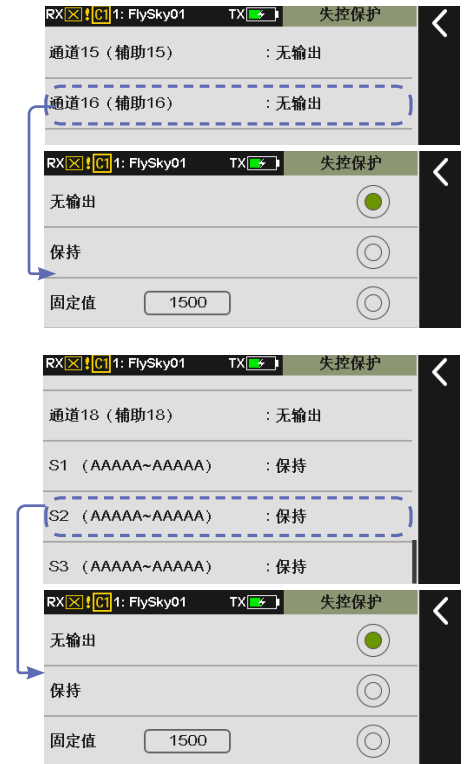 RX C1 1: FlySky01 TX 失控保护
通道15（辅助15） : 无输出
通道16（辅助16） : 无输出
RX C1 1: FlySky01 TX 失控保护
无输出
保持
固定值 1500
RX C1 1: FlySky01 TX 失控保护
通道18（辅助18） : 无输出
S1 （AAAAA~AAAAA） : 保持
S2 （AAAAA~AAAAA） : 保持
S3 （AAAAA~AAAAA） : 保持
RX C1 1: FlySky01 TX 失控保护
无输出
保持
固定值 1500